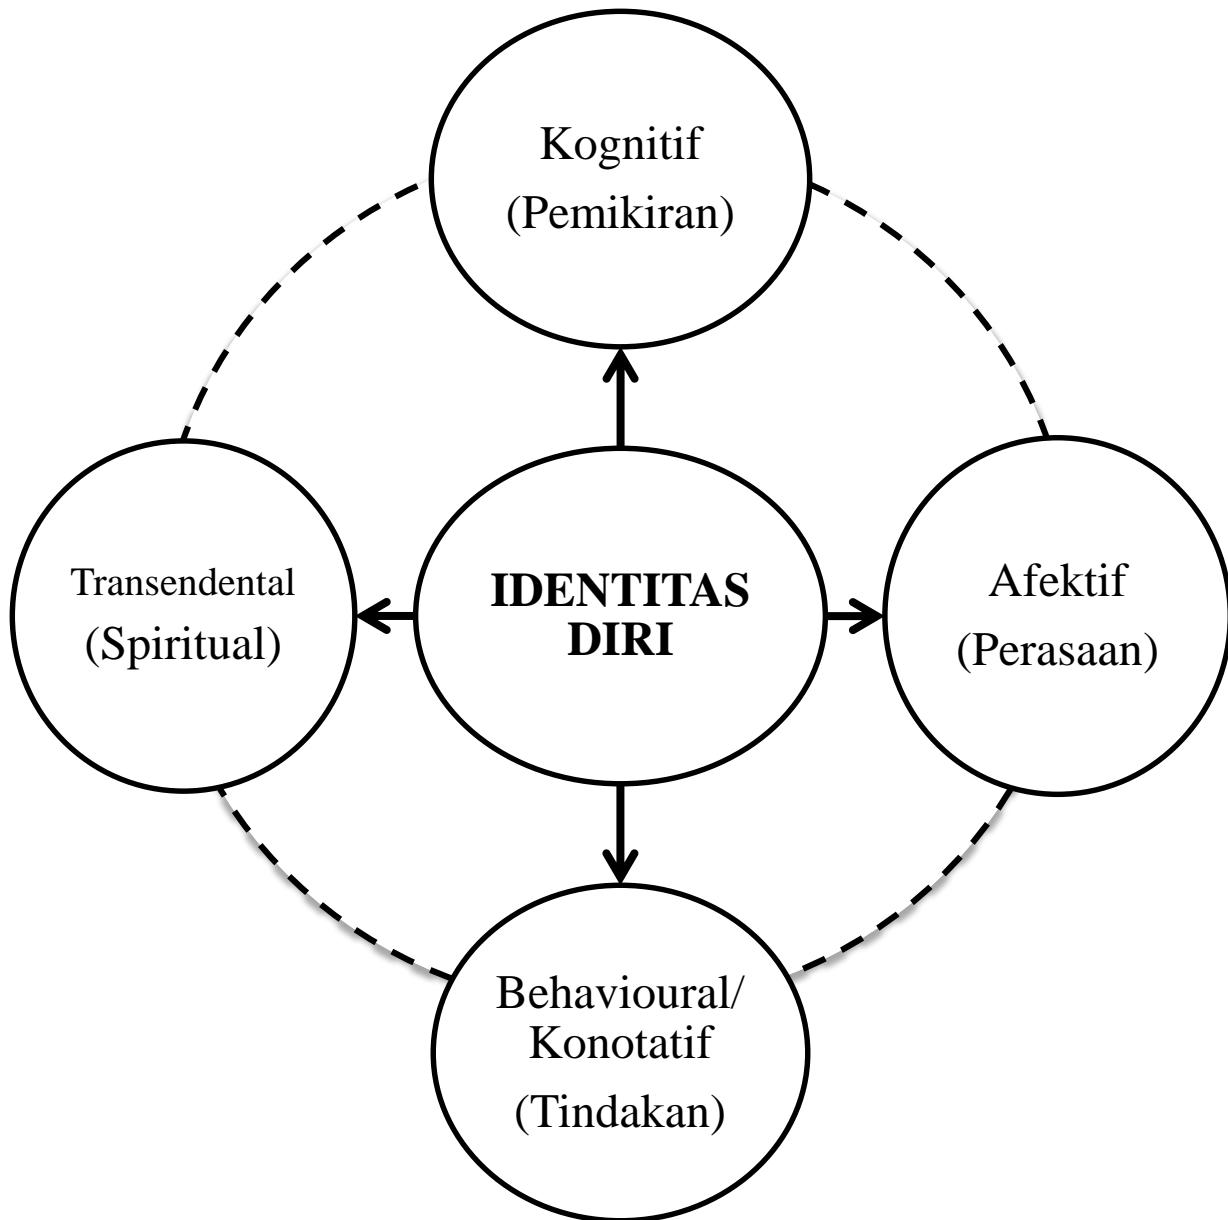 Kognitif
(Pemikiran)
Transendental
(Spiritual)
IDENTITAS
DIRI
Afektif
(Perasaan)
Behavioural/
Konotatif
(Tindakan)